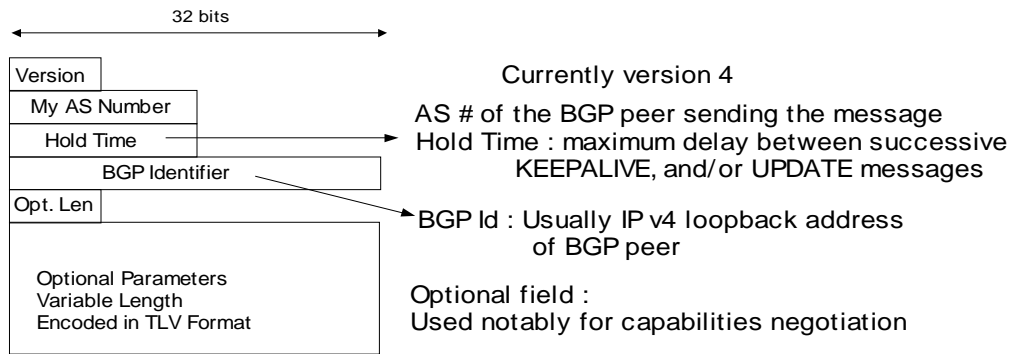 32 bits
Version
Currently version 4
My AS Number
AS # of the BGP peer sending the message
Hold Time
Hold Time : maximum delay between successive
KEEPALIVE, and/or UPDATE messages
BGP Identifier
Opt. Len
BGP Id : Usually IPv4 loopback address
of BGP peer
Optional Parameters
Variable Length
Encoded in TLV Format
Optional field :
Used notably for capabilities negotiation